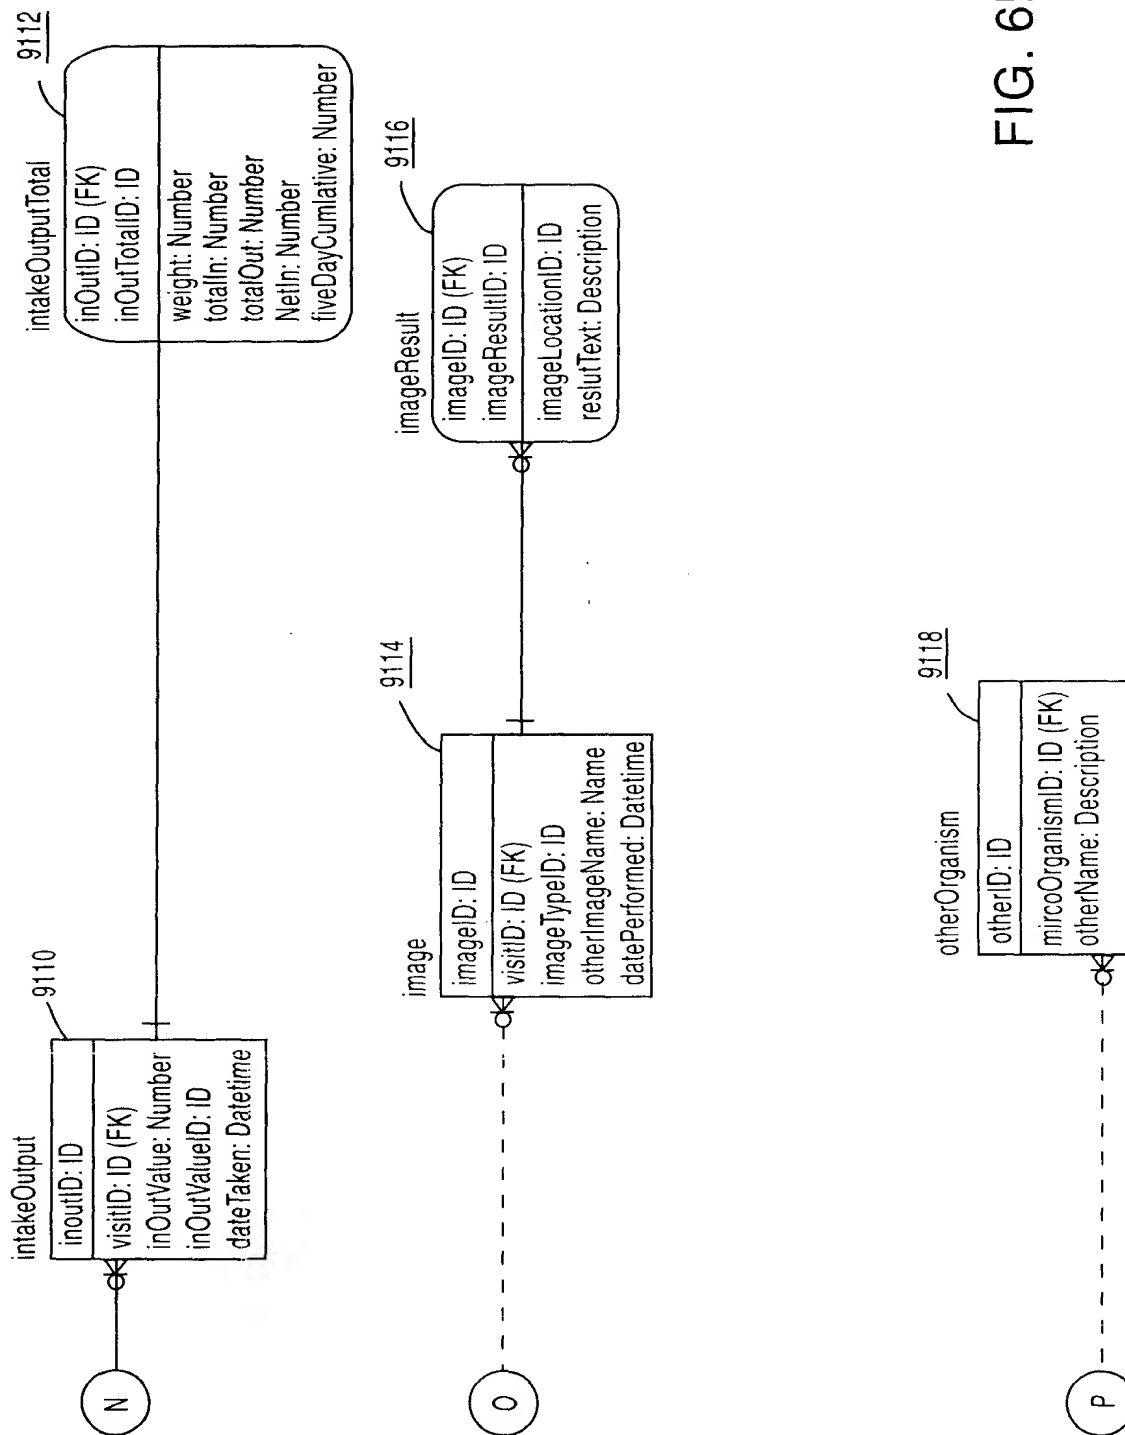 N
intakeOutput
9110
inoutID: ID
visitID: ID (FK)
inOutValue: Number
inOutValueID: ID
dateTaken: Datetime
intakeOutputTotal
9112
inOutID: ID (FK)
inOutTotalID: ID
weight: Number
totalIn: Number
totalOut: Number
NetIn: Number
fiveDayCumlative: Number
O
image
9114
imageID: ID
visitID: ID (FK)
imageTypeID: ID
otherImageName: Name
datePerformed: Datetime
imageResult
9116
imageID: ID (FK)
imageResultID: ID
imageLocationID: ID
reslutText: Description
P
otherOrganism
9118
otherID: ID
mircoOrganismID: ID (FK)
otherName: Description
FIG.